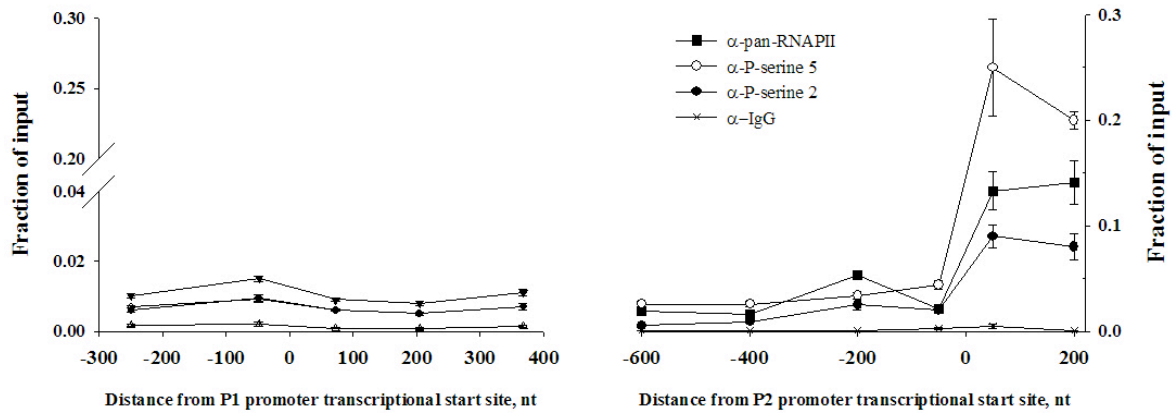 0.30
0.25
0.20
0.04
0.02
0.00
Fraction of input
-300 -200 -100 0 100 200 300 400
Distance from P1 promoter transcriptional start site, nt
α-pan-RNAPII
α-P-serine 5
α-P-serine 2
α–IgG
0.3
0.2
0.1
0.0
Fraction of input
-600 -400 -200 0 200
Distance from P2 promoter transcriptional start site, nt